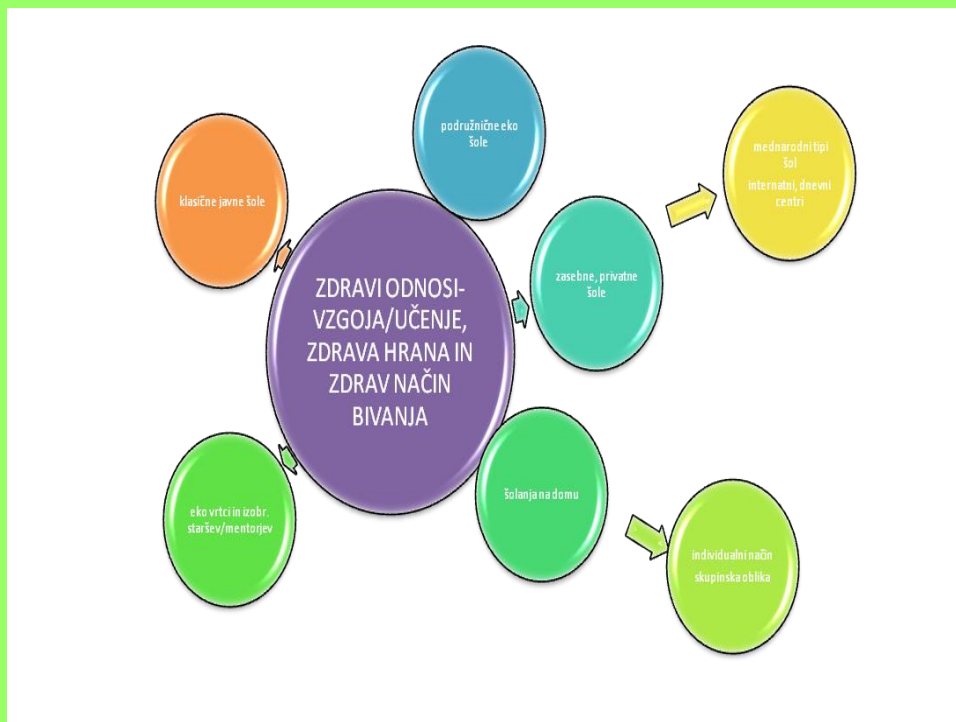 podružnične eko
šole
mednarodni tipi
šol
internatni, dnevni
centri
klasične javne šole
zasebne, privatne
šole
ZDRAVI ODNOSI-
VZGOJA/UČENJE,
ZDRAVA HRANA IN
ZDRAV NAČIN
BIVANJA
šolanja na domu
eko vrtci in izobr.
staršev/mentorjev
individualni način
skupinska oblika